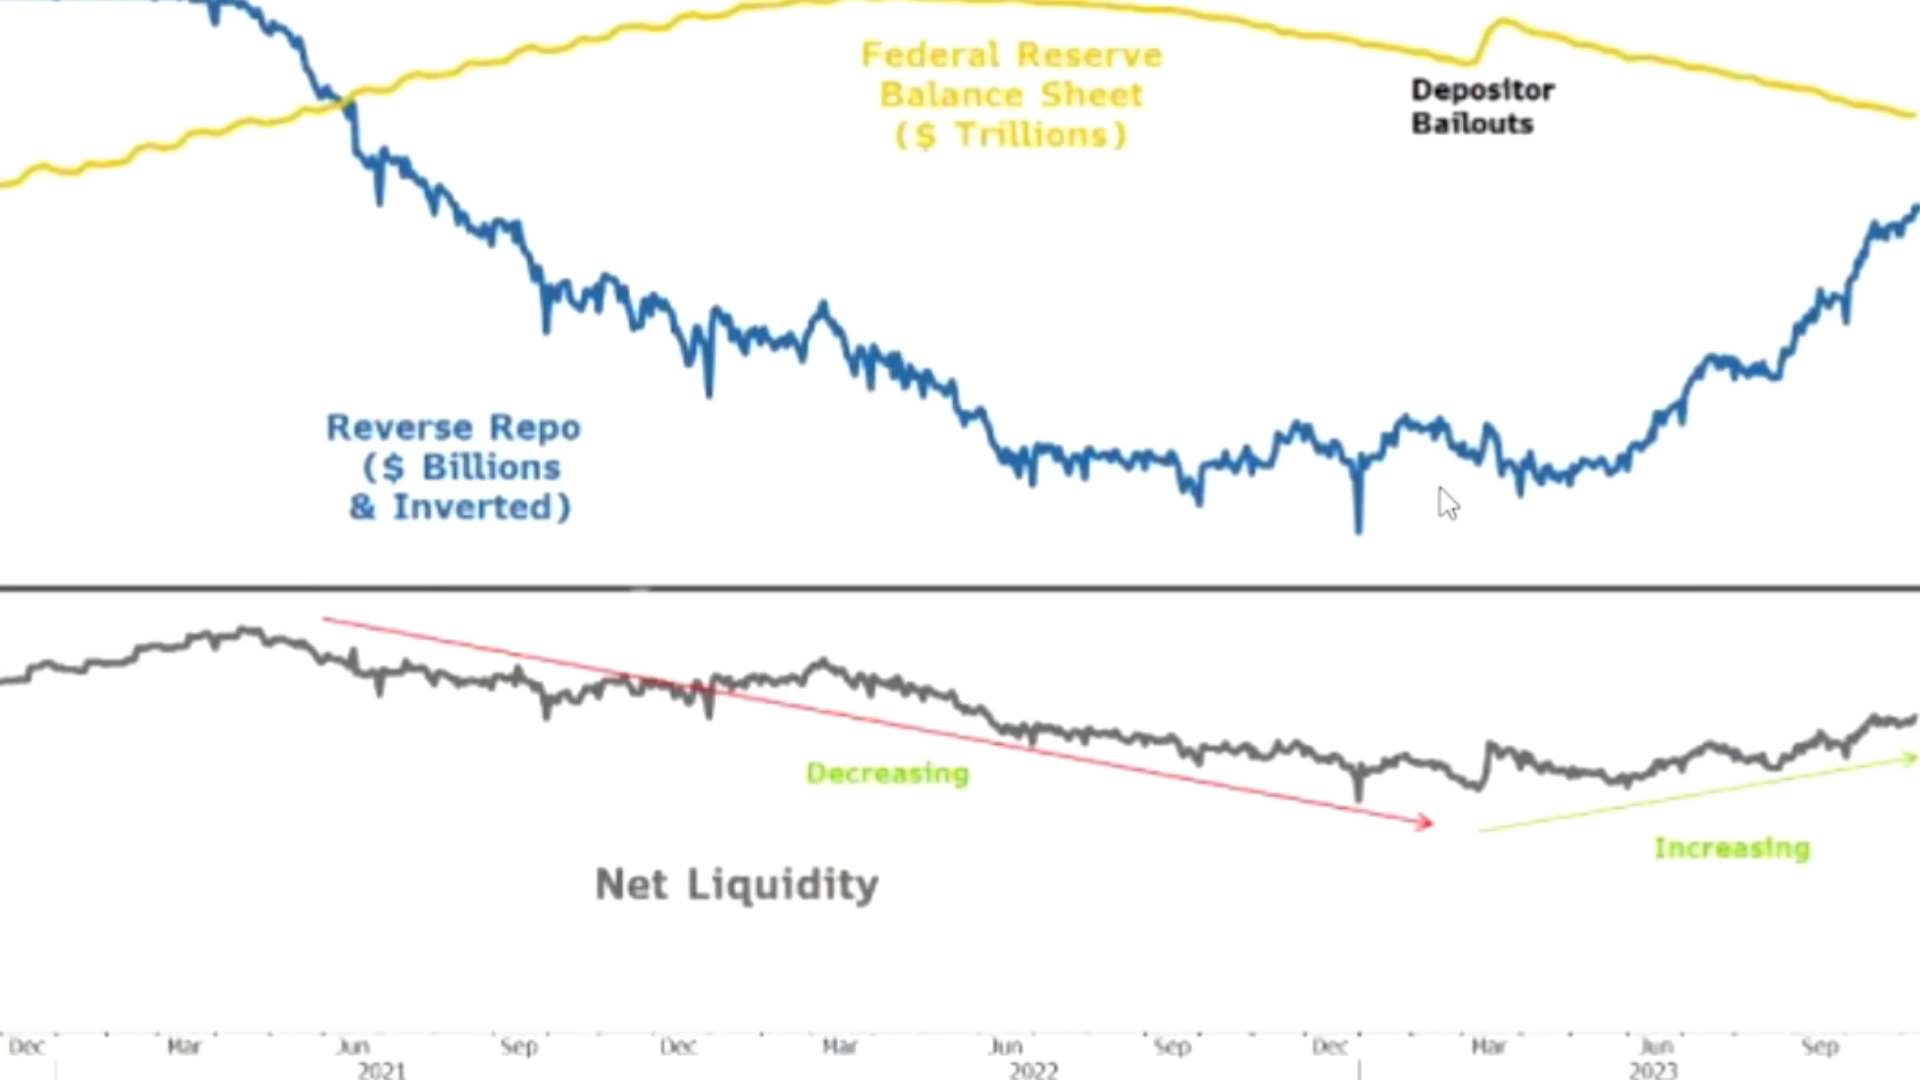 Federal Reserve
Balance Sheet
($ Trillions)
Depositor
Bailouts
Reverse Repo
($ Billions
& Inverted)
Decreasing
Increasing
Net Liquidity
Dec Mar Jun Sep Dec Mar Jun Sep Dec Mar Jun Sep
2021 2022 2023